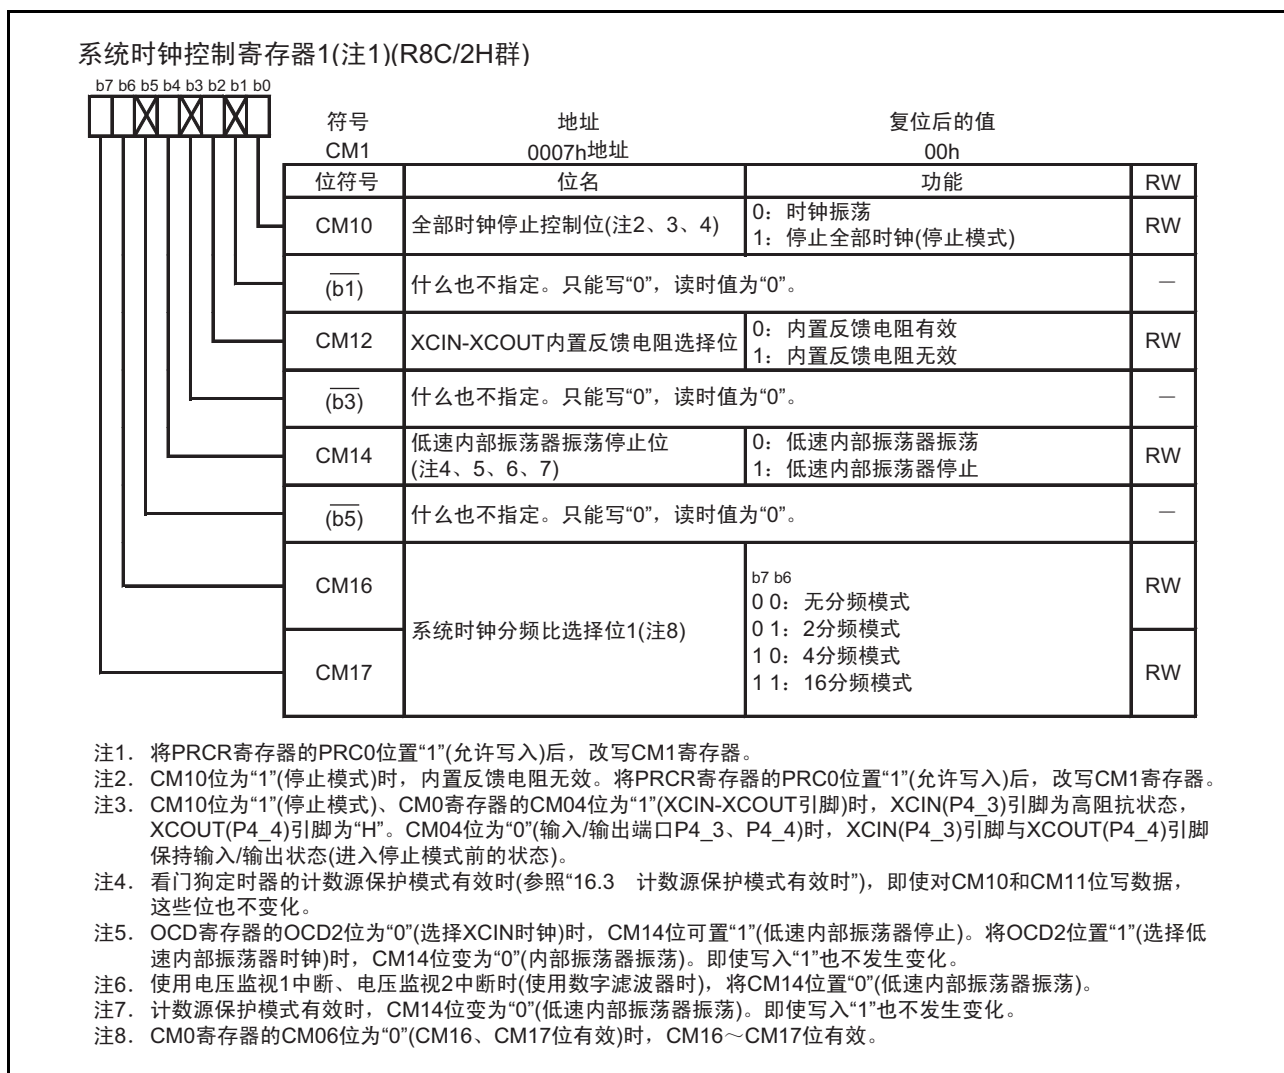 系统时钟控制寄存器1(注1)(R8C/2H群)
b7 b6 b5 b4 b3 b2 b1 b0
符号 地址 复位后的值
CM1 0007h地址 00h
位符号 位名 功能 RW
CM10 全部时钟停止控制位(注2、3、4) 0：时钟振荡 RW
1：停止全部时钟(停止模式)
— (b1) 什么也不指定。只能写“0”，读时值为“0”。 —
CM12 XCIN-XCOUT内置反馈电阻选择位 0：内置反馈电阻有效 RW
1：内置反馈电阻无效
— (b3) 什么也不指定。只能写“0”，读时值为“0”。 —
CM14 低速内部振荡器振荡停止位 0：低速内部振荡器振荡 RW
(注4、5、6、7) 1：低速内部振荡器停止
— (b5) 什么也不指定。只能写“0”，读时值为“0”。 —
CM16 系统时钟分频比选择位1(注8) b7 b6 RW
0 0：无分频模式
0 1：2分频模式
CM17 1 0：4分频模式 RW
1 1：16分频模式
注1. 将PRCR寄存器的PRC0位置“1”(允许写入)后，改写CM1寄存器。
注2. CM10位为“1”(停止模式)时，内置反馈电阻无效。将PRCR寄存器的PRC0位置“1”(允许写入)后，改写CM1寄存器。
注3. CM10位为“1”(停止模式)、CM0寄存器的CM04位为“1”(XCIN-XCOUT引脚)时，XCIN(P4_3)引脚为高阻抗状态，
XCOUT(P4_4)引脚为“H”。CM04位为“0”(输入/输出端口P4_3、P4_4)时，XCIN(P4_3)引脚与XCOUT(P4_4)引脚
保持输入/输出状态(进入停止模式前的状态)。
注4. 看门狗定时器的计数源保护模式有效时(参照“16.3 计数源保护模式有效时”)，即使对CM10和CM11位写数据，
这些位也不变化。
注5. OCD寄存器的OCD2位为“0”(选择XCIN时钟)时，CM14位可置“1”(低速内部振荡器停止)。将OCD2位置“1”(选择低
速内部振荡器时钟)时，CM14位变为“0”(内部振荡器振荡)。即使写入“1”也不发生变化。
注6. 使用电压监视1中断、电压监视2中断时(使用数字滤波器时)，将CM14位置“0”(低速内部振荡器振荡)。
注7. 计数源保护模式有效时，CM14位变为“0”(低速内部振荡器振荡)。即使写入“1”也不发生变化。
注8. CM0寄存器的CM06位为“0”(CM16、CM17位有效)时，CM16～CM17位有效。